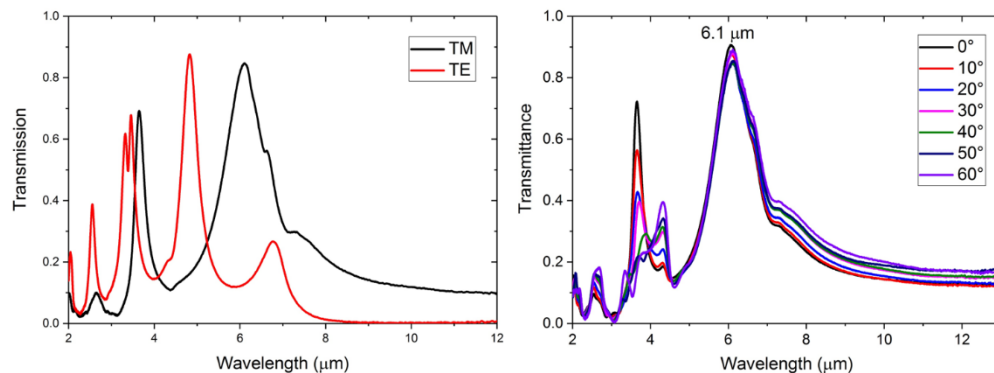 1.0
0.8
0.6
0.4
0.2
0.0
Transmission
2 4 6 8 10 12
Wavelength (μm)
TM
TE
1.0
0.8
0.6
0.4
0.2
0.0
Transmittance
2 4 6 8 10 12
Wavelength (μm)
6.1 μm
0°
10°
20°
30°
40°
50°
60°